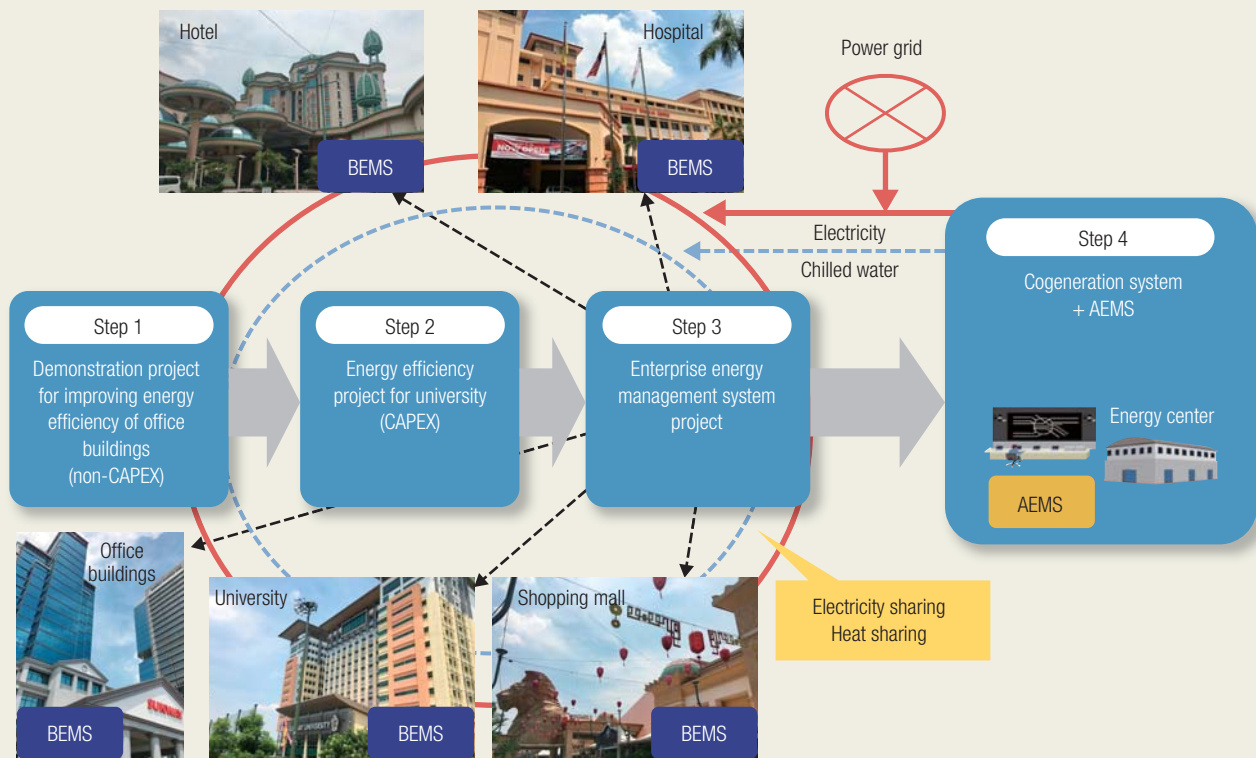 Hotel
BEMS
Hospital
NOW OPEN
BEMS
Power grid
Electricity
Chilled water
Step 1
Demonstration project
for improving energy
efficiency of office
buildings
(non-CAPEX)
Step 2
Energy efficiency
project for university
(CAPEX)
Step 3
Enterprise energy
management system
project
Step 4
Cogeneration system
+ AEMS
Energy center
AEMS
Office
buildings
BEMS
University
UNIVERSITY
BEMS
Shopping mall
BEMS
Electricity sharing
Heat sharing